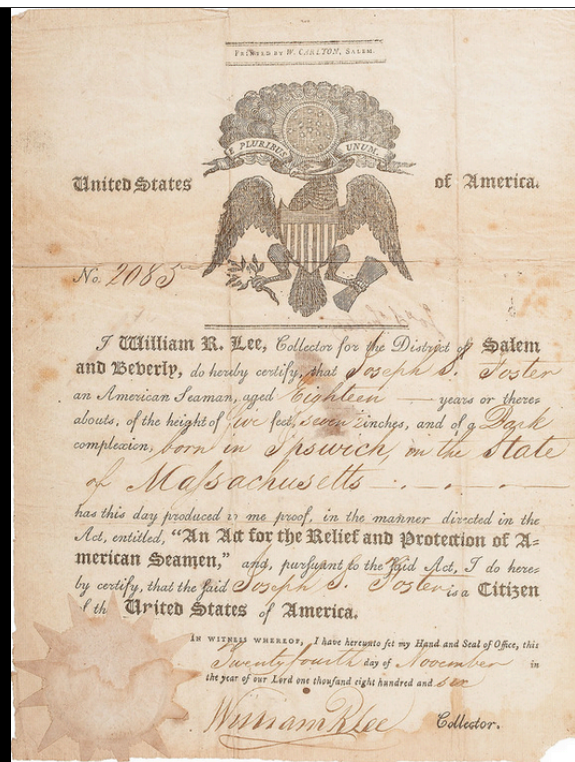 PRINTED BY W. CARLTON, SALEM.
E PLURIBUS UNUM.
United States of America.
No. 2085
I William R. Lee, Collector for the District of Salem
and Beverly, do hereby certify, that Joseph S. Foster
an American Seaman, aged Eighteen years or there-
abouts, of the height of five feet, seven inches, and of a Dark
complexion, born in Ipswich, in the State
of Massachusetts
has this day produced to me proof, in the manner directed in the
Act, entitled, “An Act for the Relief and Protection of A-
merican Seamen,” and, pursuant to the said Act, I do here-
by certify, that the said Joseph S. Foster is a Citizen
of the United States of America.
IN WITNESS WHEREOF, I have hereunto set my Hand and Seal of Office, this
Twenty fourth day of November in
the year of our Lord one thousand eight hundred and six
William R Lee Collector.